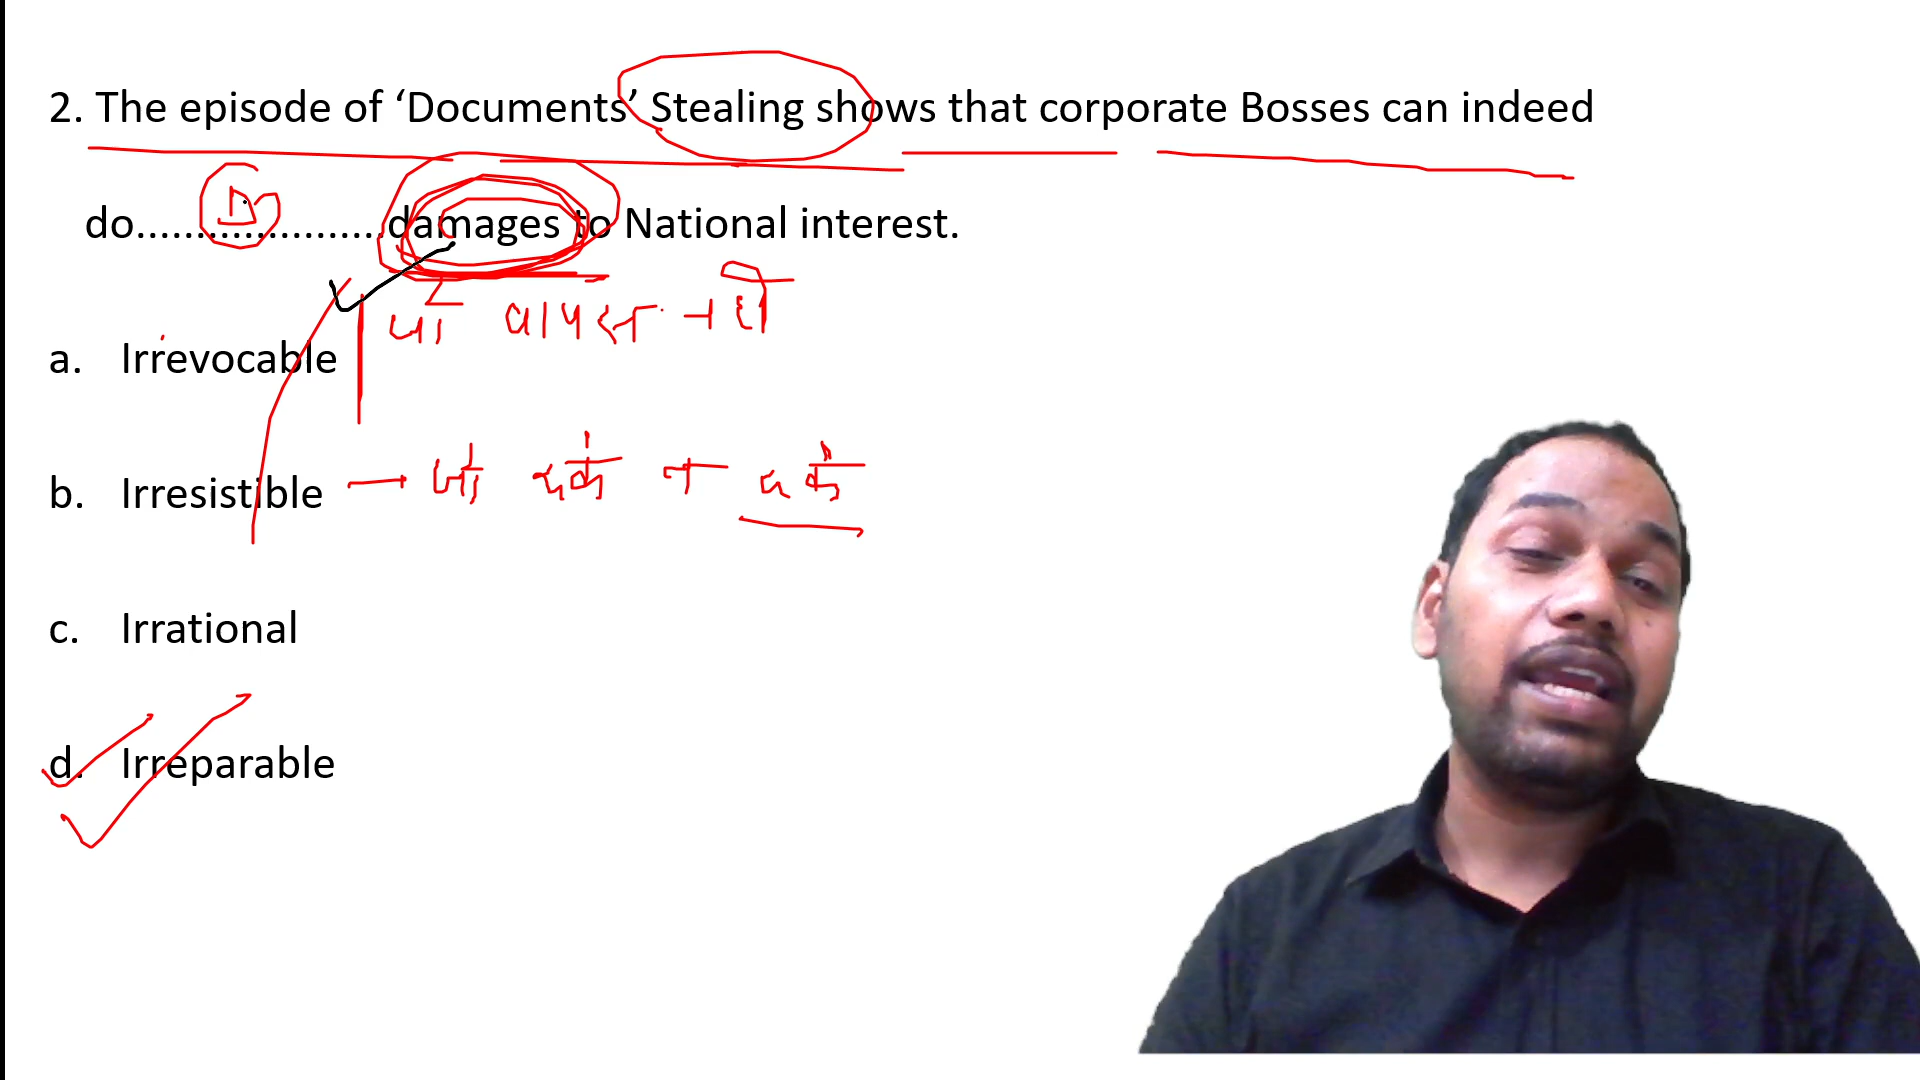 2. The episode of ‘Documents’ Stealing shows that corporate Bosses can indeed
do.....................damages to National interest.
a. Irrevocable
b. Irresistible
c. Irrational
d. Irreparable